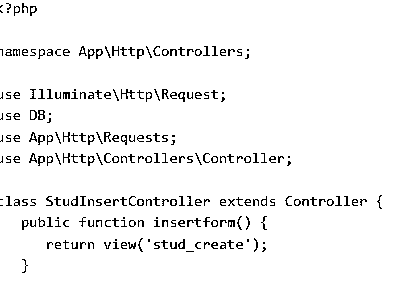 <?php
namespace App\Http\Controllers;
use Illuminate\Http\Request;
use DB;
use App\Http\Requests;
use App\Http\Controllers\Controller;
class StudInsertController extends Controller {
public function insertform() {
return view('stud_create');
}